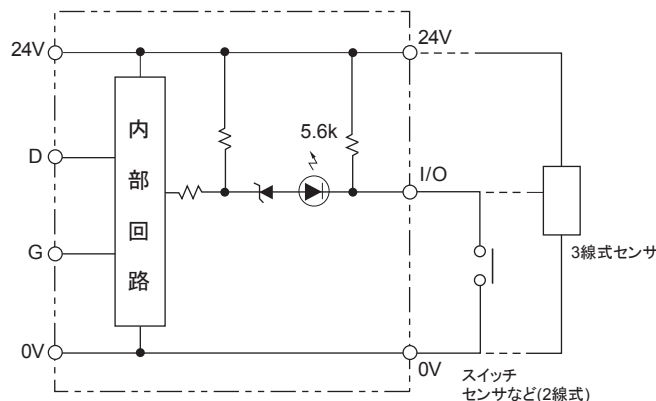 24V
24V
D
内部回路
5.6k
I/O
G
3線式センサ
0V
0V
スイッチ
センサなど(2線式)